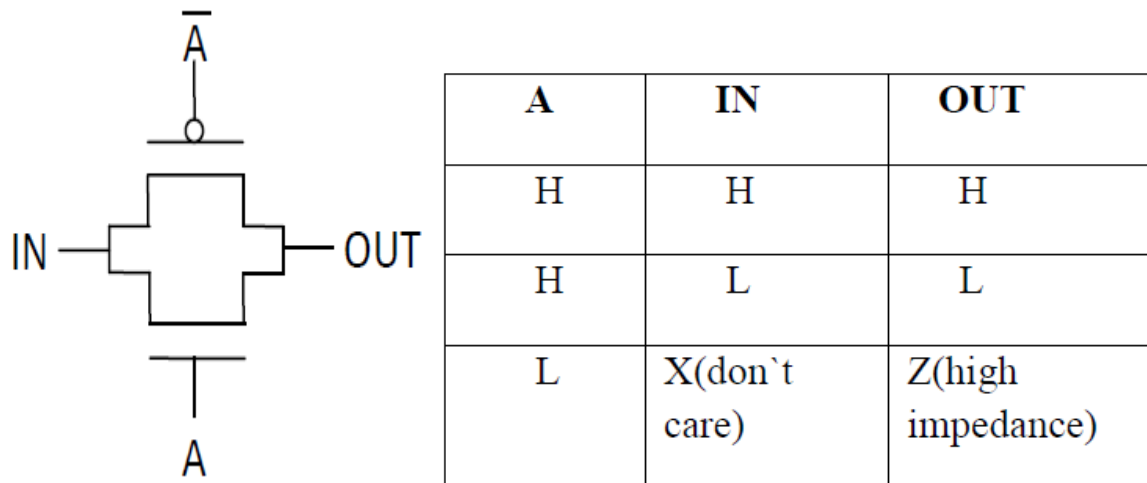 A̅
IN
OUT
A
A IN OUT
H H H
H L L
L X(don`t Z(high
care) impedance)